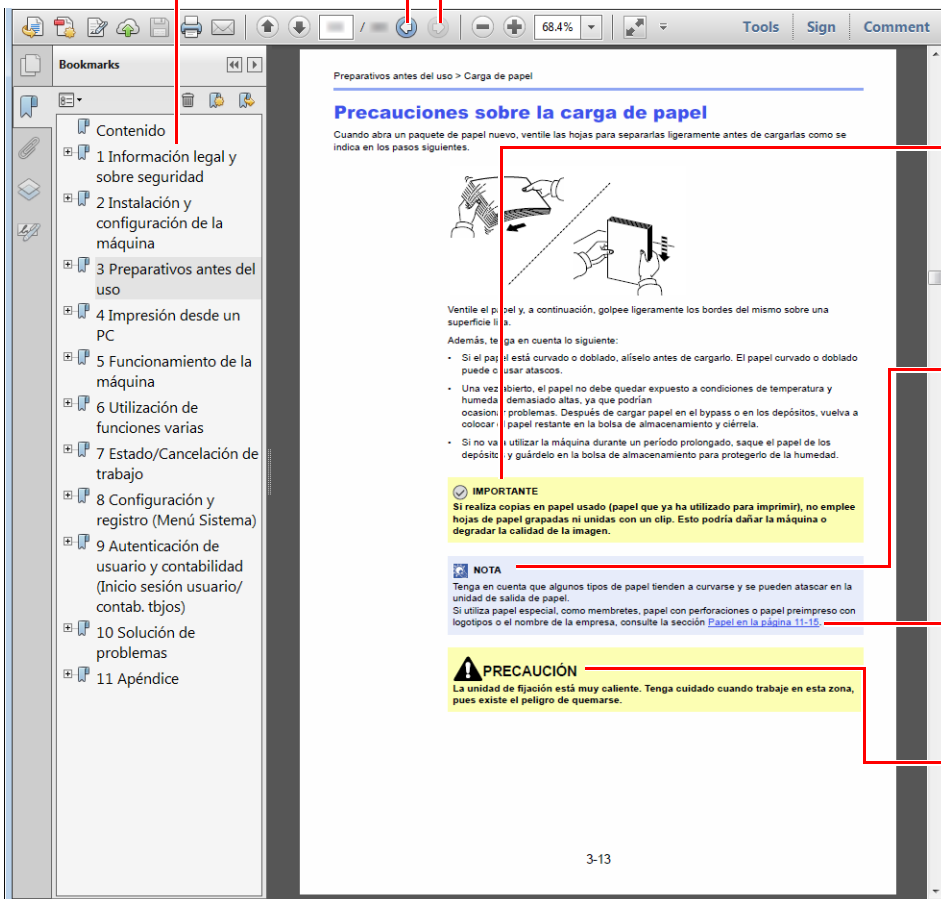 /
68.4%
Tools
Sign
Comment
Bookmarks
Contenido
1 Información legal y
sobre seguridad
2 Instalación y
configuración de la
máquina
3 Preparativos antes del
uso
4 Impresión desde un
PC
5 Funcionamiento de la
máquina
6 Utilización de
funciones varias
7 Estado/Cancelación de
trabajo
8 Configuración y
registro (Menú Sistema)
9 Autenticación de
usuario y contabilidad
(Inicio sesión usuario/
contab. tbjos)
10 Solución de
problemas
11 Apéndice
Preparativos antes del uso > Carga de papel
Precauciones sobre la carga de papel
Cuando abra un paquete de papel nuevo, ventile las hojas para separarlas ligeramente antes de cargarlas como se
indica en los pasos siguientes.
Ventile el papel y, a continuación, golpee ligeramente los bordes del mismo sobre una
superficie lisa.
Además, tenga en cuenta lo siguiente:
• Si el papel está curvado o doblado, alíselo antes de cargarlo. El papel curvado o doblado
puede causar atascos.
• Una vez abierto, el papel no debe quedar expuesto a condiciones de temperatura y
humedad demasiado altas, ya que podrían
ocasionar problemas. Después de cargar papel en el bypass o en los depósitos, vuelva a
colocar el papel restante en la bolsa de almacenamiento y ciérrela.
• Si no va a utilizar la máquina durante un período prolongado, saque el papel de los
depósitos y guárdelo en la bolsa de almacenamiento para protegerlo de la humedad.
IMPORTANTE
Si realiza copias en papel usado (papel que ya ha utilizado para imprimir), no emplee
hojas de papel grapadas ni unidas con un clip. Esto podría dañar la máquina o
degradar la calidad de la imagen.
NOTA
Tenga en cuenta que algunos tipos de papel tienden a curvarse y se pueden atascar en la
unidad de salida de papel.
Si utiliza papel especial, como membretes, papel con perforaciones o papel preimpreso con
logotipos o el nombre de la empresa, consulte la sección Papel en la página 11-15.
PRECAUCIÓN
La unidad de fijación está muy caliente. Tenga cuidado cuando trabaje en esta zona,
pues existe el peligro de quemarse.
3-13